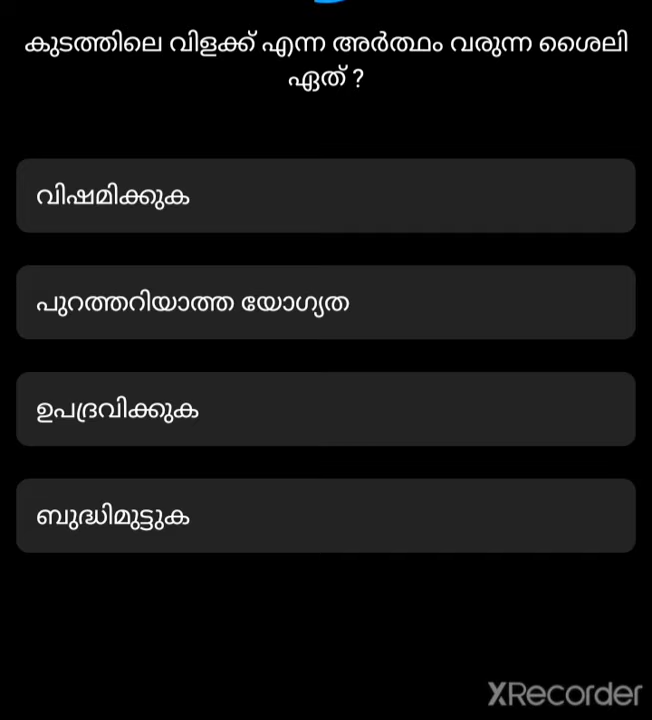 കുടത്തിലെ വിളക്ക് എന്ന അർത്ഥം വരുന്ന ശൈലി
ഏത് ?
വിഷമിക്കുക
പുറത്തറിയാത്ത യോഗ്യത
ഉപദ്രവിക്കുക
ബുദ്ധിമുട്ടുക
XRecorder